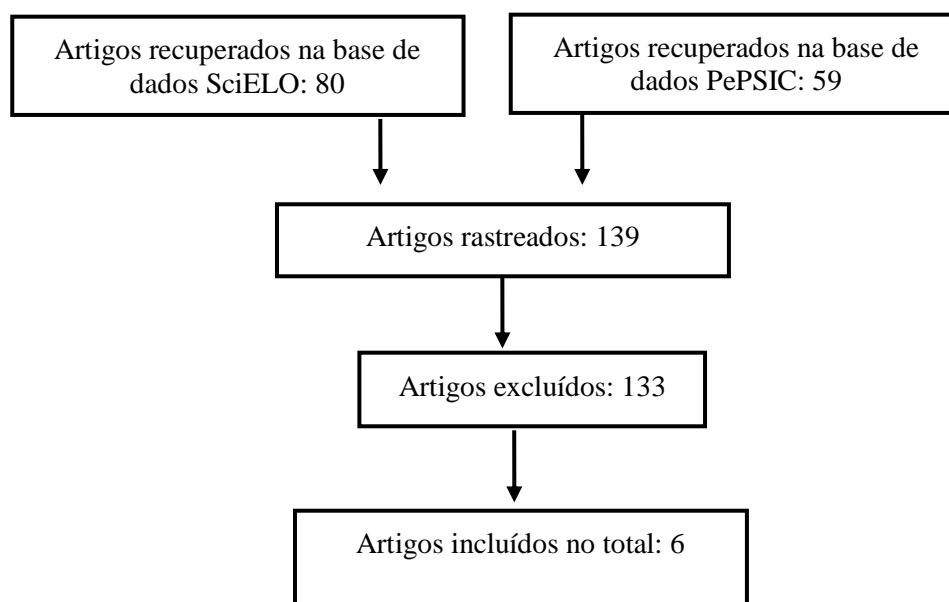 Artigos recuperados na base de
dados SciELO: 80
Artigos recuperados na base de
dados PePSIC: 59
Artigos rastreados: 139
Artigos excluídos: 133
Artigos incluídos no total: 6